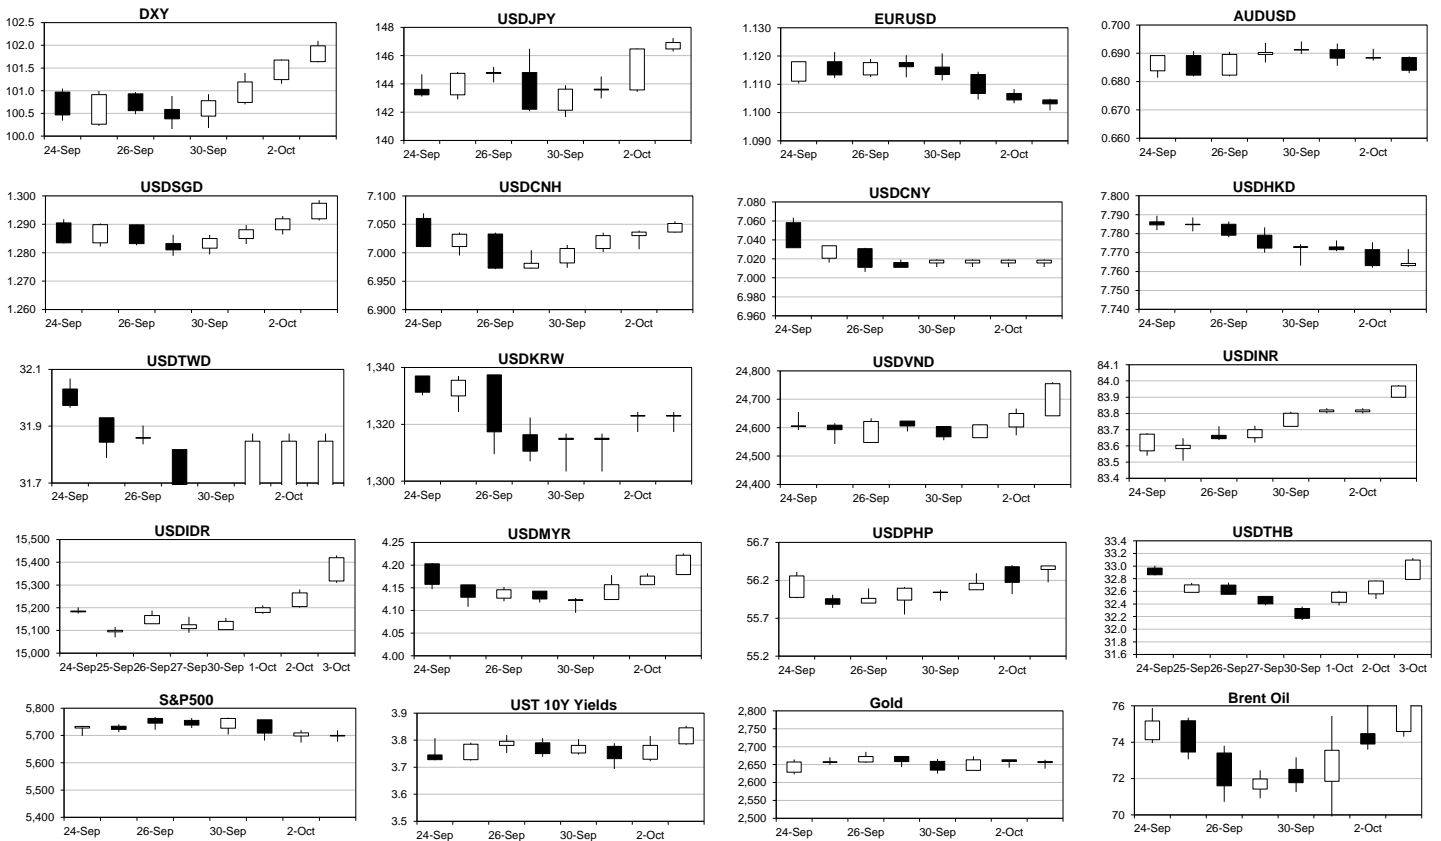 DXY
102.5
102.0
101.5
101.0
100.5
100.0
24-Sep 26-Sep 30-Sep 2-Oct
USDJPY
148
146
144
142
140
24-Sep 26-Sep 30-Sep 2-Oct
EURUSD
1.130
1.120
1.110
1.100
1.090
24-Sep 26-Sep 30-Sep 2-Oct
AUDUSD
0.700
0.690
0.680
0.670
0.660
24-Sep 26-Sep 30-Sep 2-Oct
USDSGD
1.300
1.290
1.280
1.270
1.260
24-Sep 26-Sep 30-Sep 2-Oct
USDCNH
7.100
7.050
7.000
6.950
6.900
24-Sep 26-Sep 30-Sep 2-Oct
USDCNY
7.080
7.060
7.040
7.020
7.000
6.980
6.960
24-Sep 26-Sep 30-Sep 2-Oct
USDHKD
7.800
7.790
7.780
7.770
7.760
7.750
7.740
24-Sep 26-Sep 30-Sep 2-Oct
USDTWD
32.1
31.9
31.7
24-Sep 26-Sep 30-Sep 2-Oct
USDKRW
1,340
1,320
1,300
24-Sep 26-Sep 30-Sep 2-Oct
USDVND
24,800
24,700
24,600
24,500
24,400
24-Sep 26-Sep 30-Sep 2-Oct
USDINR
84.1
84.0
83.9
83.8
83.7
83.6
83.5
83.4
24-Sep 26-Sep 30-Sep 2-Oct
USDIDR
15,500
15,400
15,300
15,200
15,100
15,000
24-Sep 25-Sep 26-Sep 27-Sep 30-Sep 1-Oct 2-Oct 3-Oct
USDMYR
4.25
4.20
4.15
4.10
4.05
4.00
24-Sep 26-Sep 30-Sep 2-Oct
USDPHP
56.7
56.2
55.7
55.2
24-Sep 26-Sep 30-Sep 2-Oct
USDTHB
33.4
33.2
33.0
32.8
32.6
32.4
32.2
32.0
31.8
31.6
24-Sep 25-Sep 26-Sep 27-Sep 30-Sep 1-Oct 2-Oct 3-Oct
S&P500
5,800
5,700
5,600
5,500
5,400
24-Sep 26-Sep 30-Sep 2-Oct
UST 10Y Yields
3.9
3.8
3.7
3.6
3.5
24-Sep 26-Sep 30-Sep 2-Oct
Gold
2,800
2,750
2,700
2,650
2,600
2,550
2,500
24-Sep 26-Sep 30-Sep 2-Oct
Brent Oil
76
74
72
70
24-Sep 26-Sep 30-Sep 2-Oct